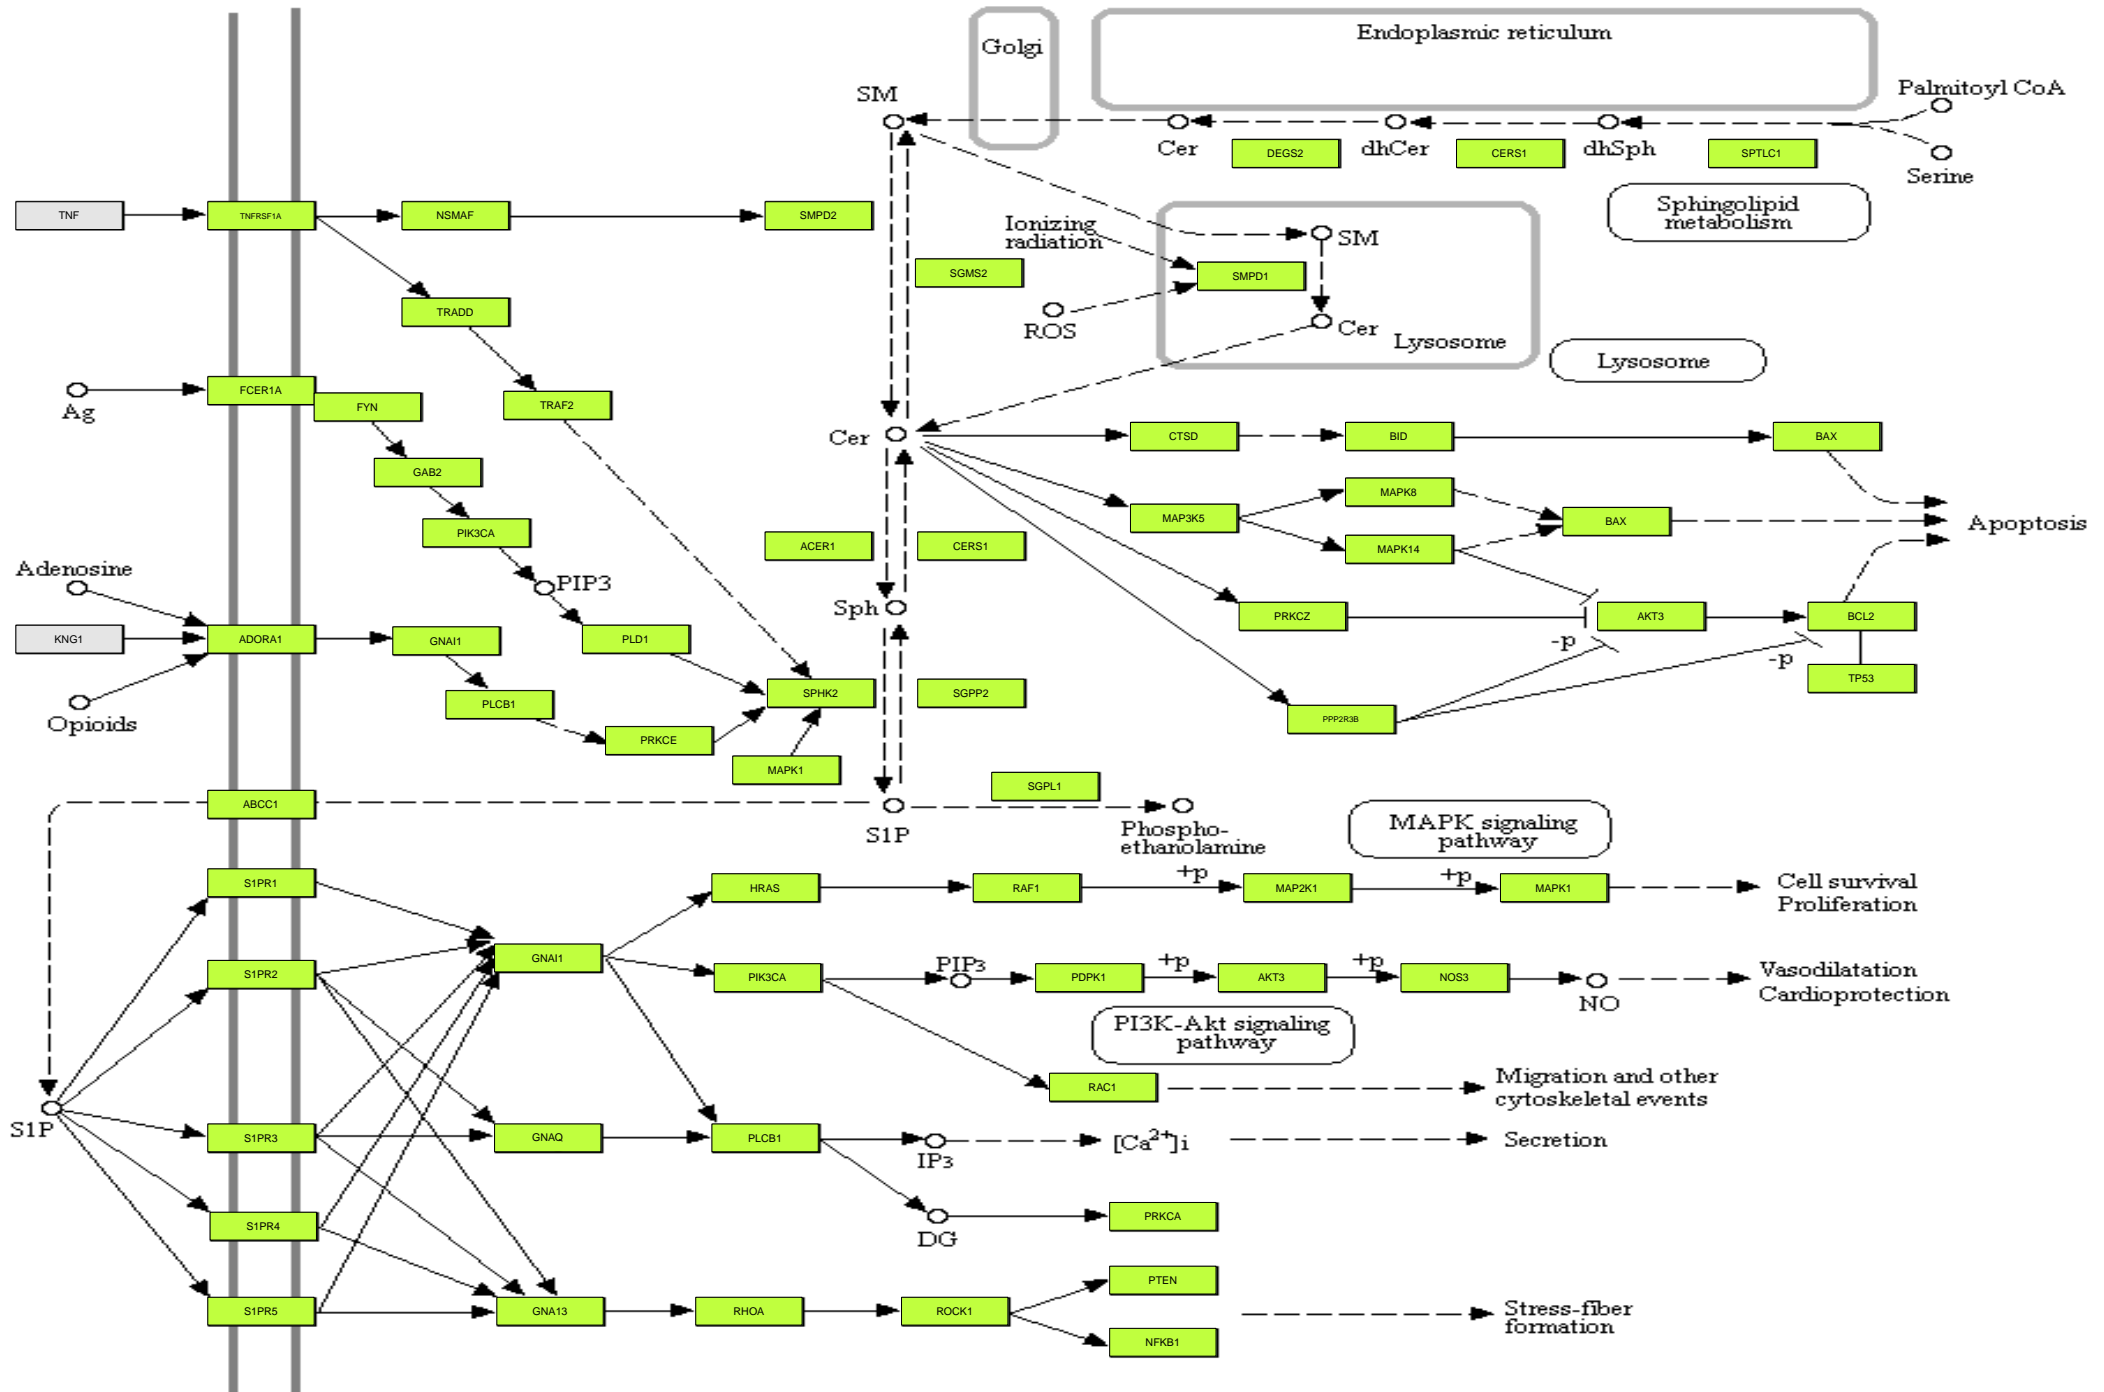 Golgi
Endoplasmic reticulum
SM
Palmitoyl CoA
Cer
DEGS2
dhCer
CERS1
dhSph
SPTLC1
Serine
TNF
TNFRSF1A
NSMAF
SMPD2
Sphingolipid
metabolism
Ionizing
radiation
SM
SGMS2
SMPD1
TRADD
ROS
Cer
Lysosome
Lysosome
FCER1A
Ag
FYN
TRAF2
Cer
CTSD
BID
BAX
GAB2
MAPK8
MAP3K5
BAX
Apoptosis
PIK3CA
ACER1
CERS1
MAPK14
Adenosine
PIP3
Sph
PRKCZ
AKT3
BCL2
KNG1
ADORA1
GNAI1
PLD1
-p
-p
TP53
Opioids
PLCB1
SPHK2
SGPP2
PPP2R3B
PRKCE
MAPK1
ABCC1
SGPL1
S1P
Phospho-
ethanolamine
MAPK signaling
pathway
S1PR1
HRAS
RAF1
+p
MAP2K1
+p
MAPK1
Cell survival
Proliferation
S1PR2
GNAI1
PIK3CA
PIP3
PDPK1
+p
AKT3
+p
NOS3
NO
Vasodilatation
Cardioprotection
PI3K-Akt signaling
pathway
RAC1
Migration and other
cytoskeletal events
S1P
S1PR3
GNAQ
PLCB1
IP3
[Ca2+]i
Secretion
S1PR4
DG
PRKCA
PTEN
S1PR5
GNA13
RHOA
ROCK1
Stress-fiber
formation
NFKB1